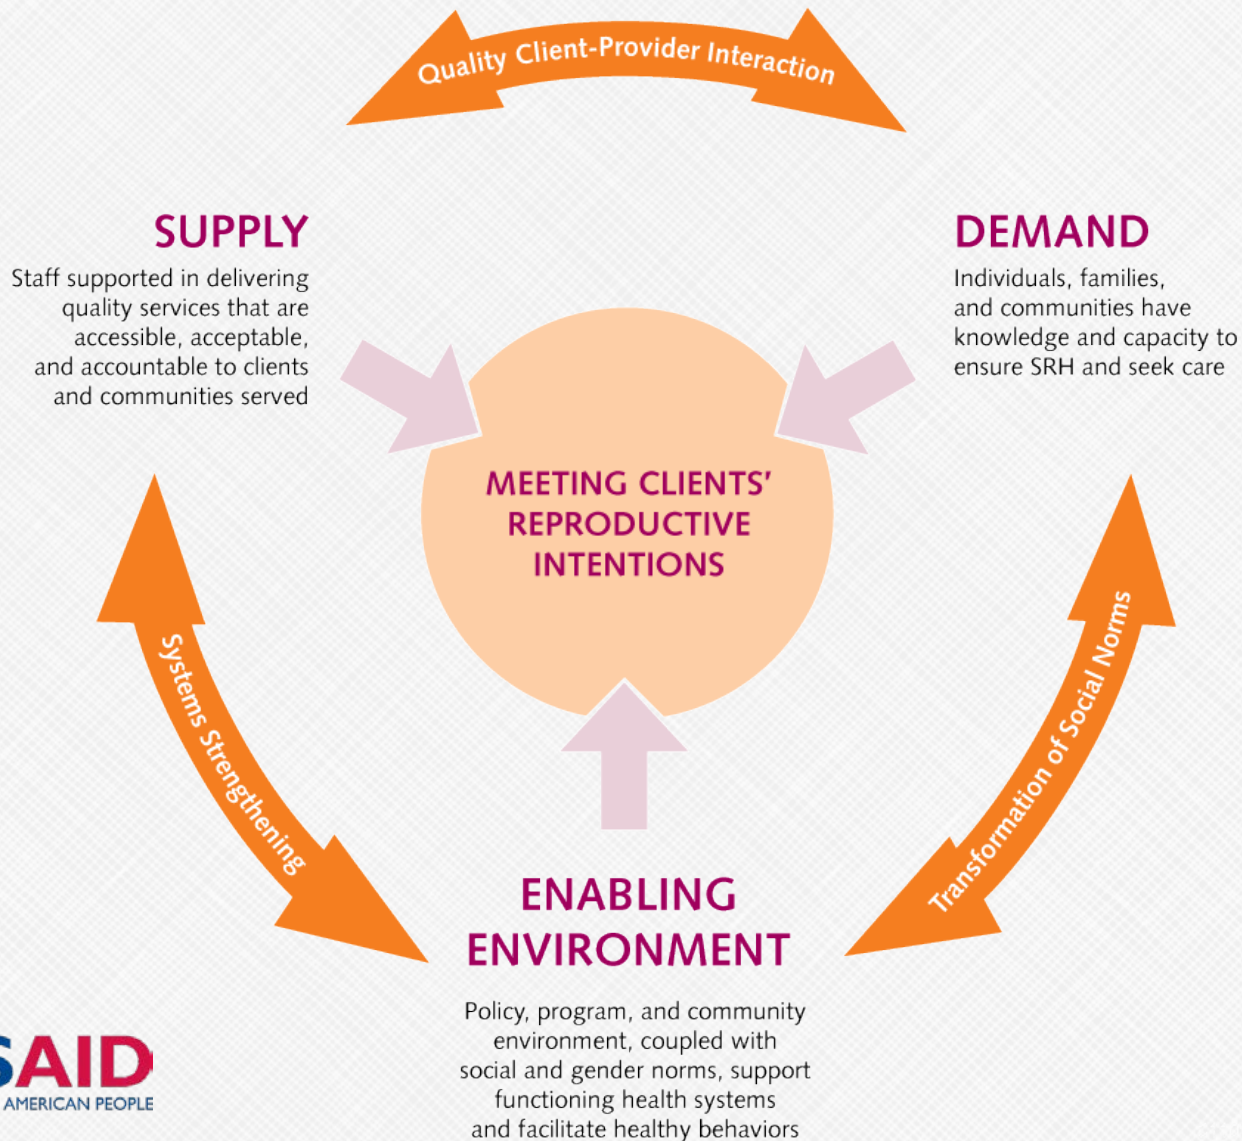 Quality Client-Provider Interaction
SUPPLY
Staff supported in delivering
quality services that are
accessible, acceptable,
and accountable to clients
and communities served
DEMAND
Individuals, families,
and communities have
knowledge and capacity to
ensure SRH and seek care
MEETING CLIENTS’
REPRODUCTIVE
INTENTIONS
Systems Strengthening
Transformation of Social Norms
ENABLING
ENVIRONMENT
Policy, program, and community
environment, coupled with
social and gender norms, support
functioning health systems
and facilitate healthy behaviors
SAID
AMERICAN PEOPLE